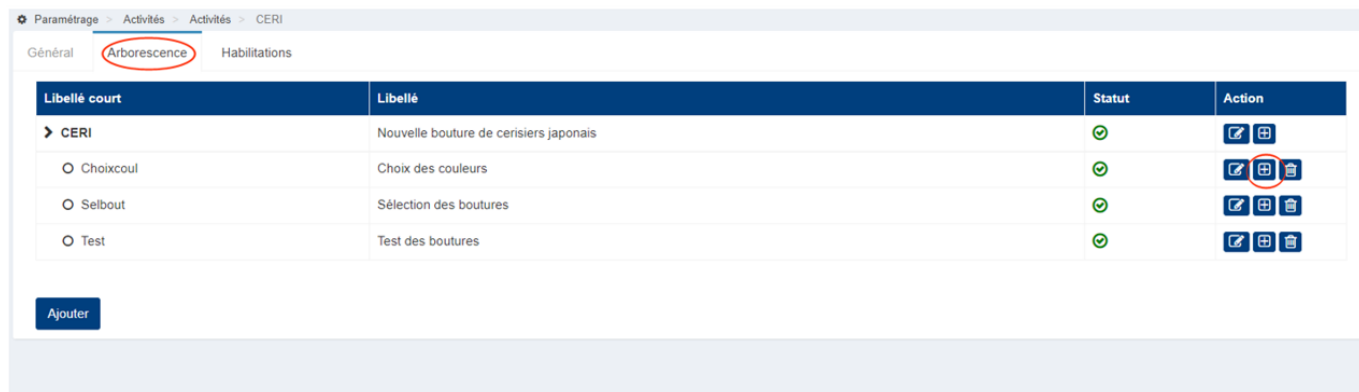 Paramétrage > Activités > Activités > CERI
Général Arborescence Habilitations
Libellé court Libellé Statut Action
CERI Nouvelle bouture de cerisiers japonais
Choixcoul Choix des couleurs
Selbout Sélection des boutures
Test Test des boutures
Ajouter